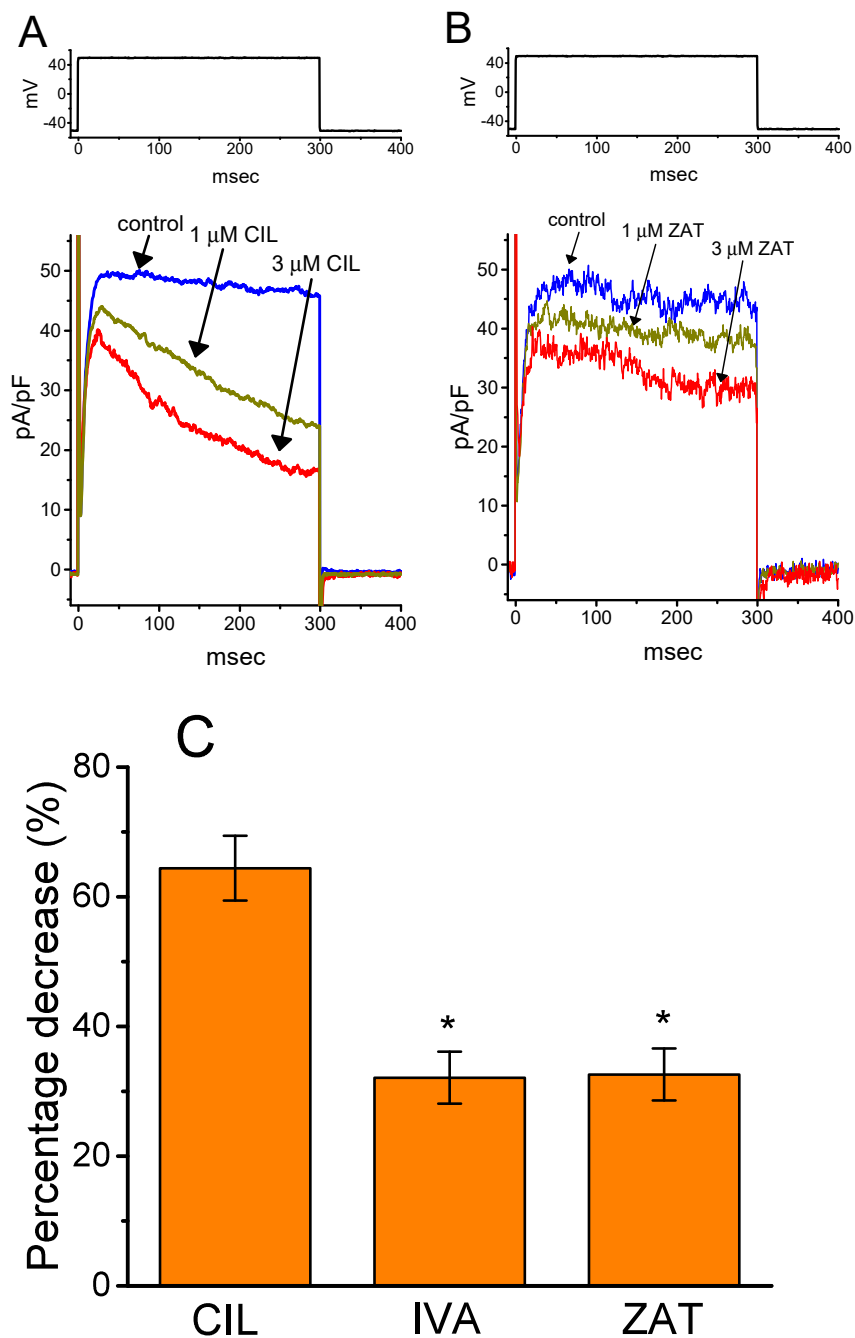 A
40
0
-40
mV
0 100 200 300 400
msec
control
1 μM CIL
3 μM CIL
50
40
30
20
10
0
pA/pF
0 100 200 300 400
msec
B
40
0
-40
mV
0 100 200 300 400
msec
control
1 μM ZAT
3 μM ZAT
50
40
30
20
10
0
pA/pF
0 100 200 300 400
msec
C
80
60
40
20
0
Percentage decrease (%)
* *
CIL IVA ZAT